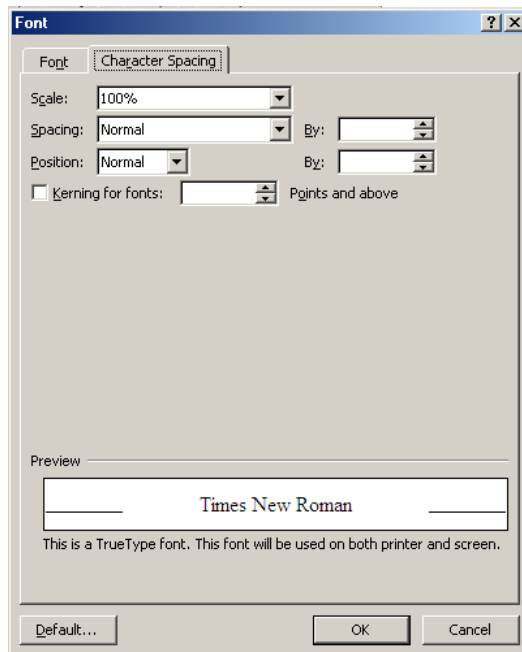 Font
Font Character Spacing
Scale: 100%
Spacing: Normal By:
Position: Normal By:
Kerning for fonts: Points and above
Preview
Times New Roman
This is a TrueType font. This font will be used on both printer and screen.
Default... OK Cancel